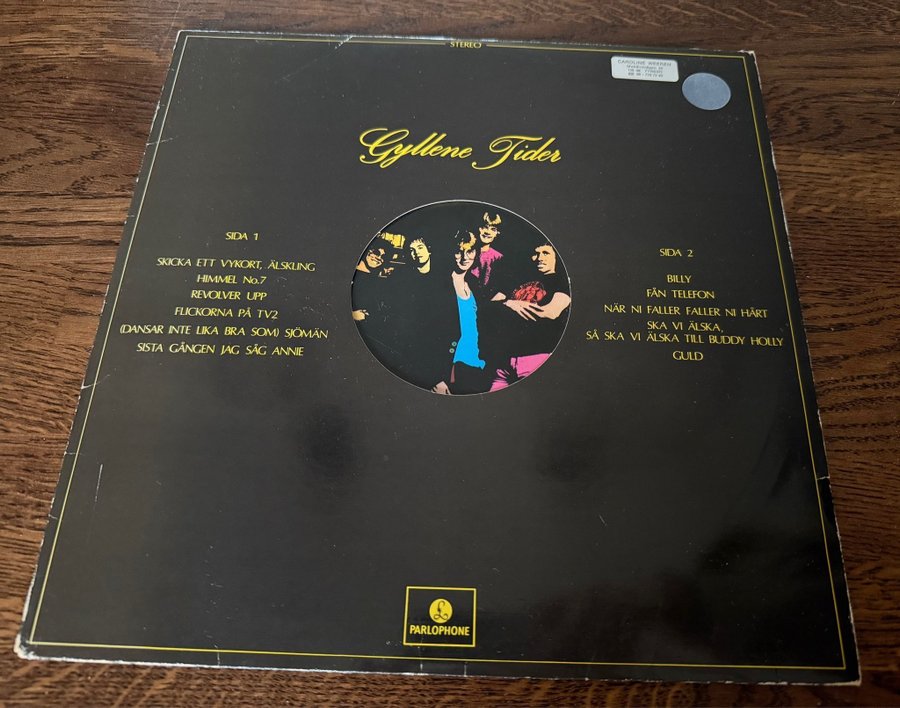 STEREO
CAROLINE WEEREN
Gyllene Tider
SIDA 1
SKICKA ETT VYKORT, ÄLSKLING
HIMMEL No.7
REVOLVER UPP
FLICKORNA PÅ TV2
(DANSAR INTE LIKA BRA SOM) SJÖMÄN
SISTA GÅNGEN JAG SÅG ANNIE
SIDA 2
BILLY
FÅN TELEFON
NÄR NI FALLER FALLER NI HÅRT
SKA VI ÄLSKA,
SÅ SKA VI ÄLSKA TILL BUDDY HOLLY
GULD
PARLOPHONE